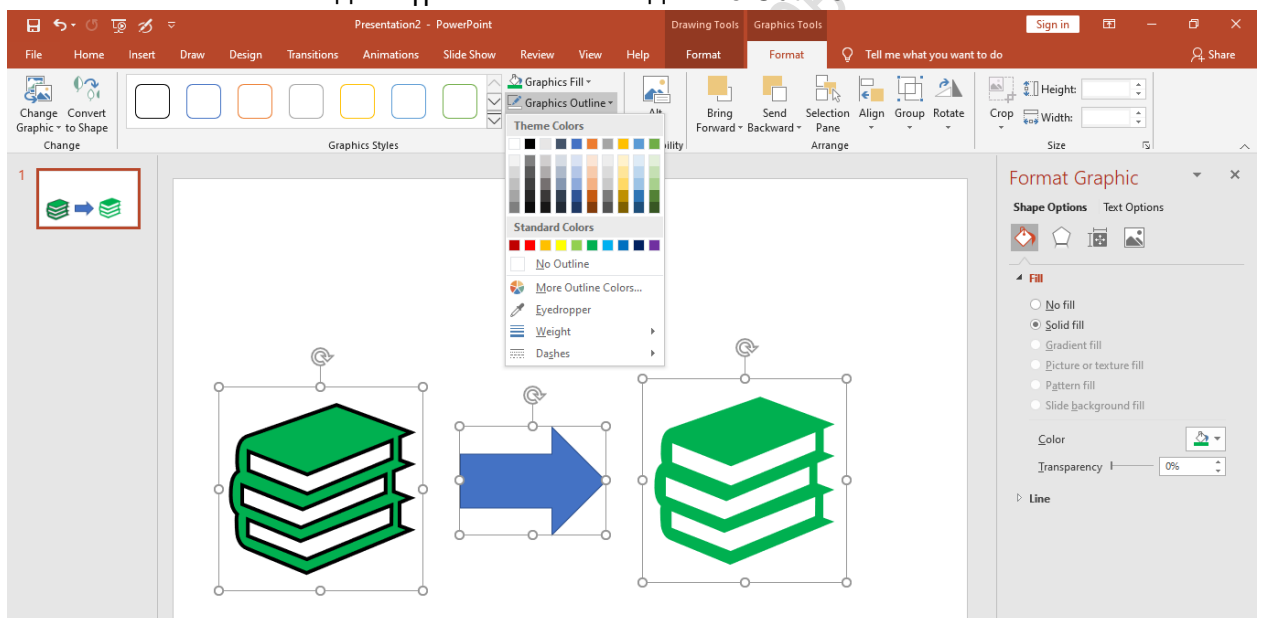 Presentation2 - PowerPoint
Drawing Tools
Graphics Tools
Sign in
File Home Insert Draw Design Transitions Animations Slide Show Review View Help Format Format Tell me what you want to do Share
Change Graphic
Convert to Shape
Change
Graphics Styles
Graphics Fill
Graphics Outline
Alt
Bring Forward
Send Backward
Selection Pane
Align
Group
Rotate
Arrange
Crop
Height:
Width:
Size
Theme Colors
Standard Colors
No Outline
More Outline Colors...
Eyedropper
Weight
Dashes
1
Format Graphic
Shape Options Text Options
Fill
No fill
Solid fill
Gradient fill
Picture or texture fill
Pattern fill
Slide background fill
Color
Transparency 0%
Line